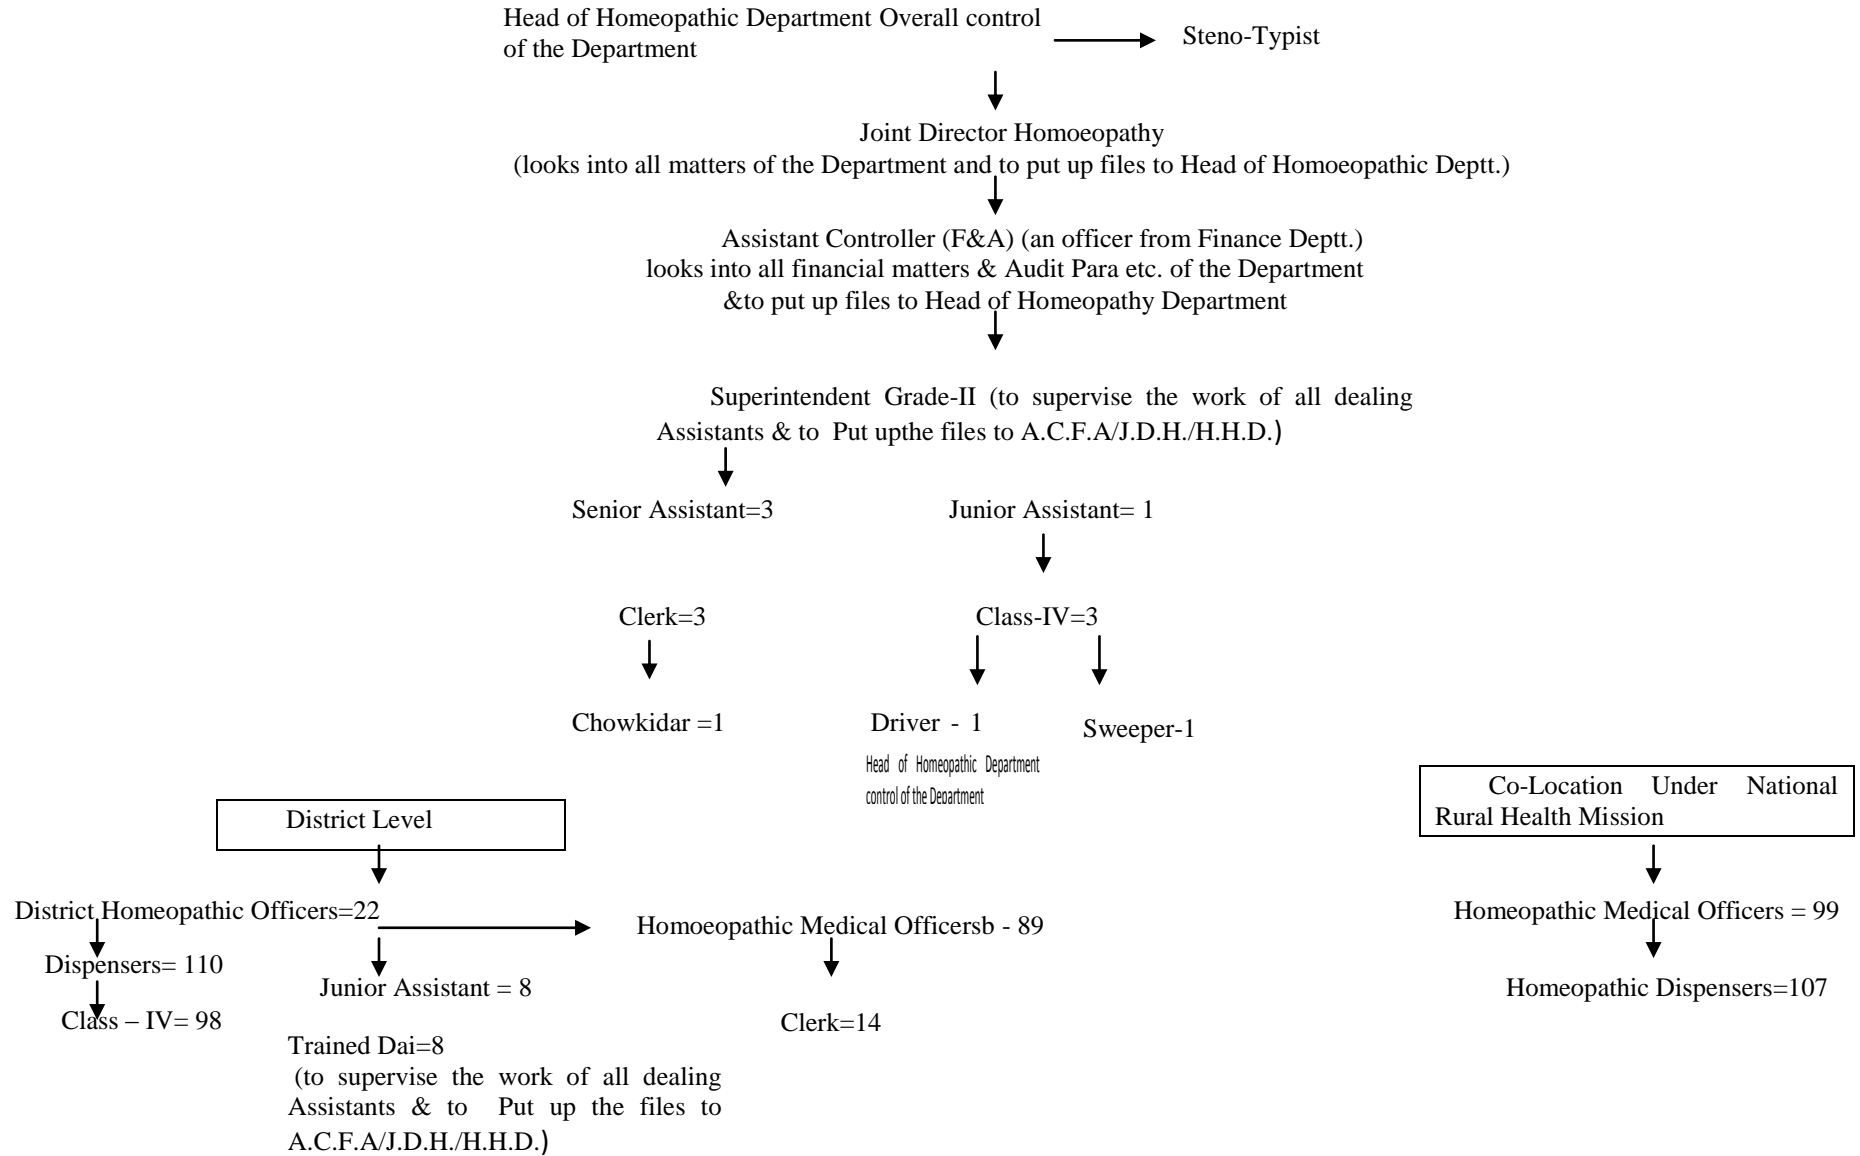 Head of Homeopathic Department Overall control
of the Department
Steno-Typist
Joint Director Homoeopathy
(looks into all matters of the Department and to put up files to Head of Homoeopathic Deptt.)
Assistant Controller (F&A) (an officer from Finance Deptt.)
looks into all financial matters & Audit Para etc. of the Department
&to put up files to Head of Homeopathy Department
Superintendent Grade-II (to supervise the work of all dealing
Assistants & to Put upthe files to A.C.F.A/J.D.H./H.H.D.)
Senior Assistant=3
Junior Assistant= 1
Clerk=3
Class-IV=3
Chowkidar =1
Driver - 1
Sweeper-1
Head of Homeopathic Department
control of the Department
District Level
Co-Location Under National
Rural Health Mission
District Homeopathic Officers=22
Homoeopathic Medical Officersb - 89
Homeopathic Medical Officers = 99
Dispensers= 110
Junior Assistant = 8
Homeopathic Dispensers=107
Class – IV= 98
Clerk=14
Trained Dai=8
(to supervise the work of all dealing
Assistants & to Put up the files to
A.C.F.A/J.D.H./H.H.D.)